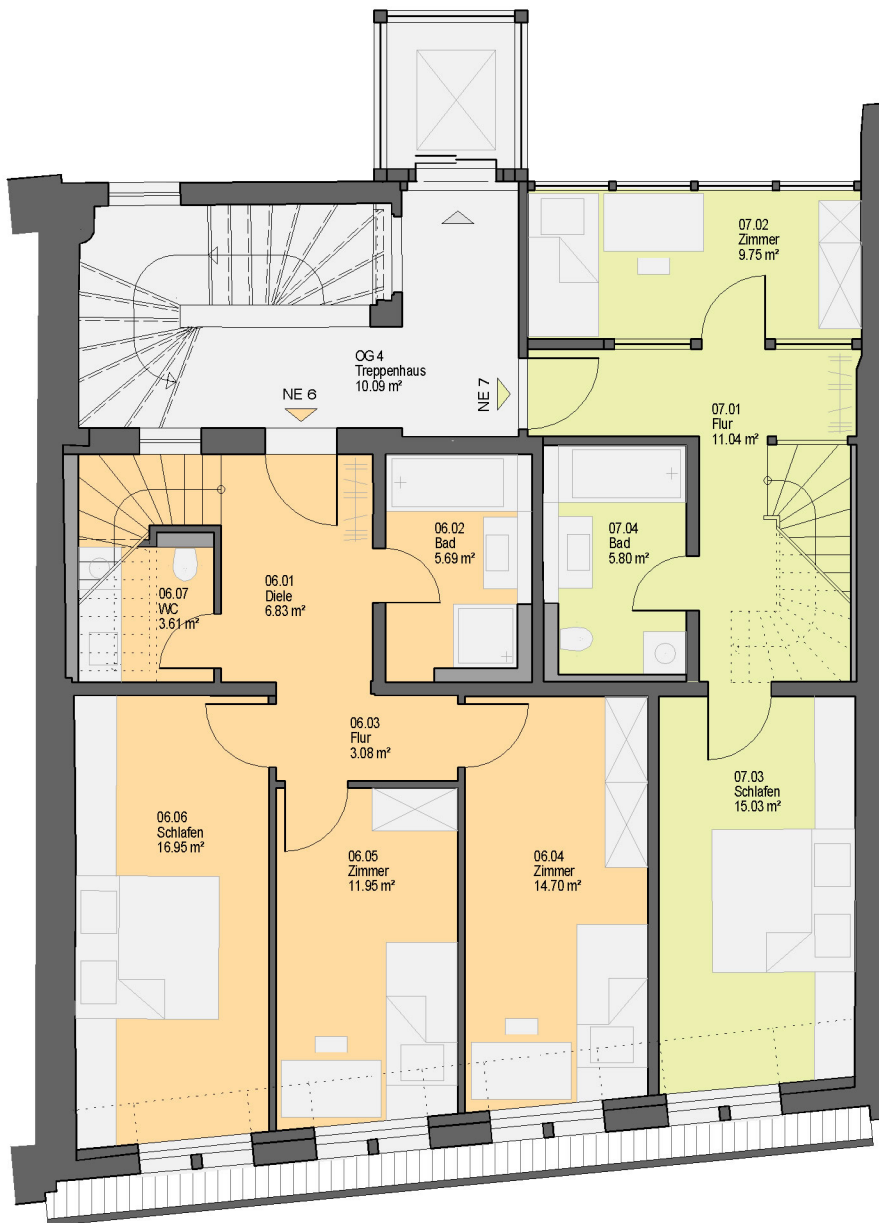 07.02
Zimmer
9.75 m²
OG 4
Treppenhaus
10.09 m²
NE 6
NE 7
07.01
Flur
11.04 m²
06.02
Bad
5.69 m²
07.04
Bad
5.80 m²
06.01
Diele
6.83 m²
06.07
WC
3.61 m²
06.03
Flur
3.08 m²
07.03
Schlafen
15.03 m²
06.06
Schlafen
16.95 m²
06.05
Zimmer
11.95 m²
06.04
Zimmer
14.70 m²